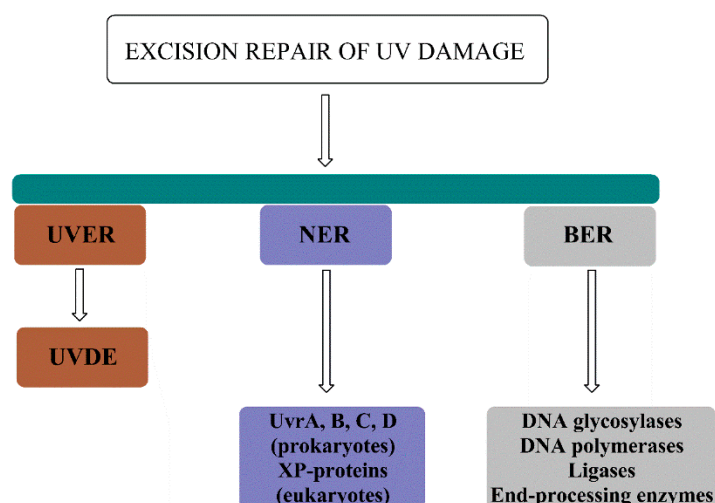 EXCISION REPAIR OF UV DAMAGE
UVER
NER
BER
UVDE
UvrA, B, C, D
(prokaryotes)
XP-proteins
(eukaryotes)
DNA glycosylases
DNA polymerases
Ligases
End-processing enzymes